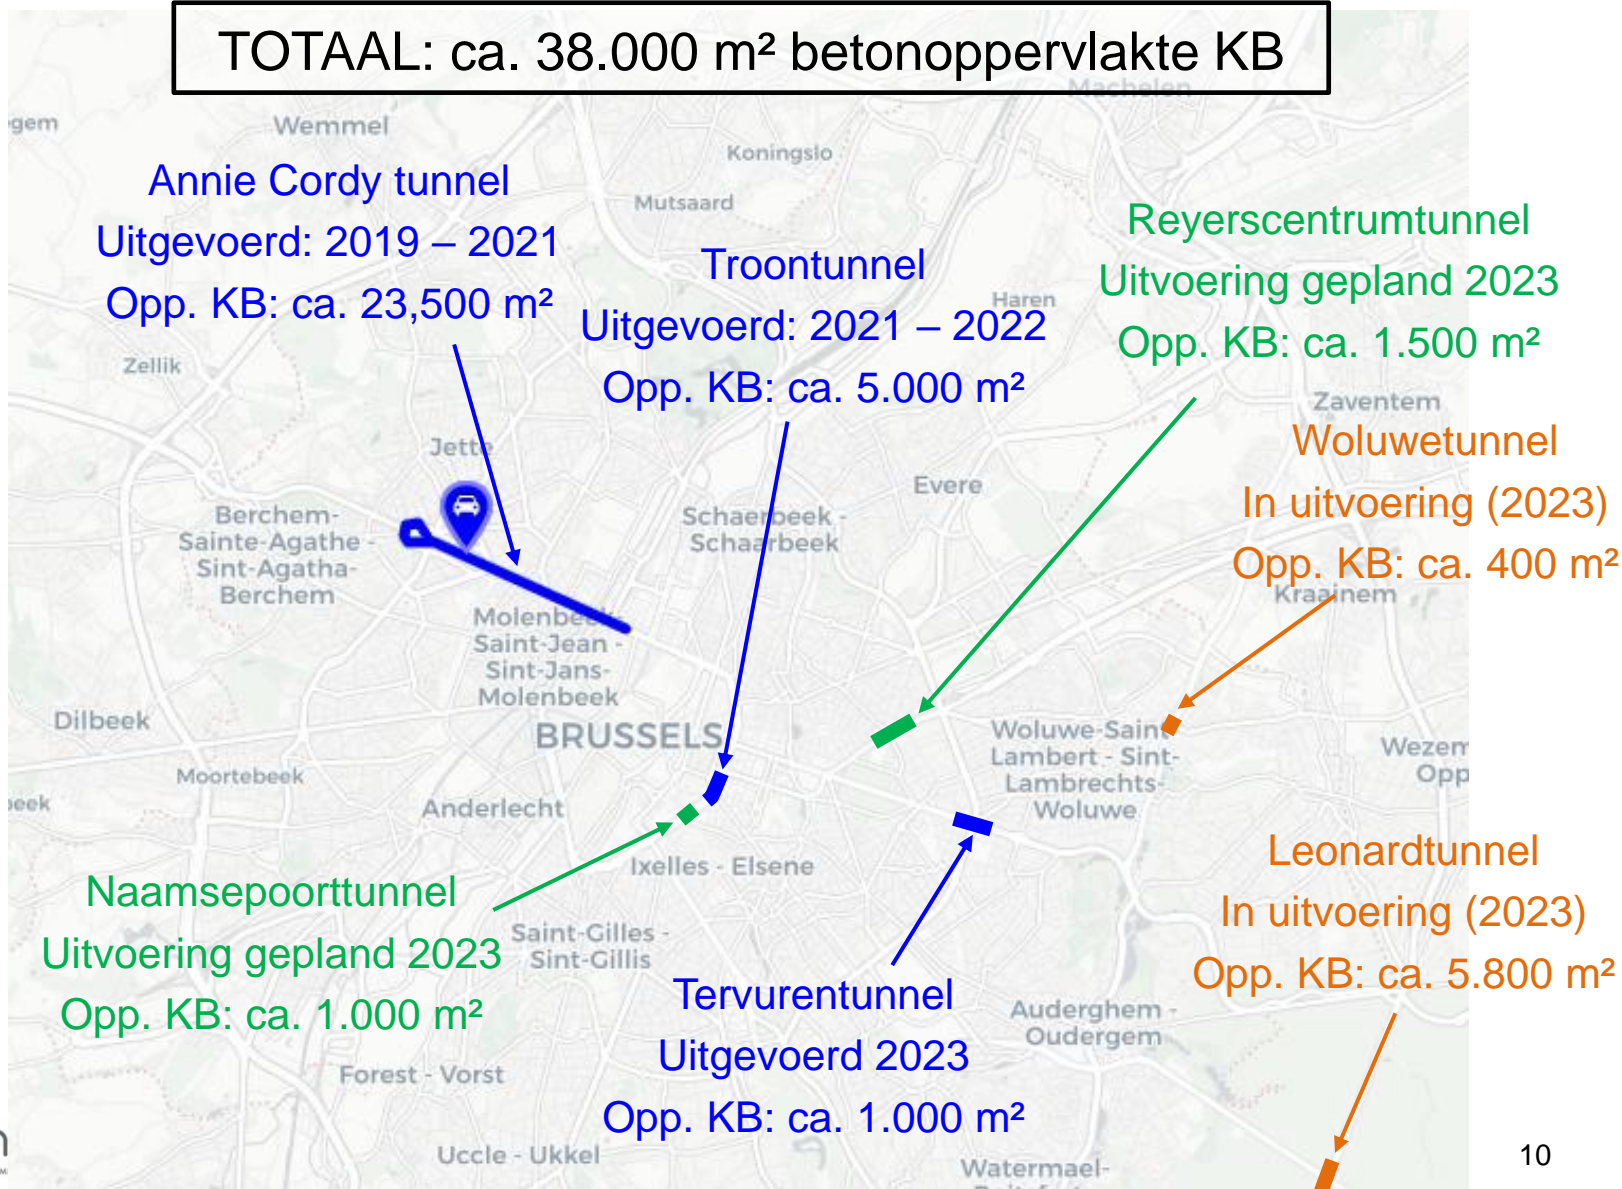 TOTAAL: ca. 38.000 m² betonoppervlakte KB
Machelen
gem
Wemmel
Koningslo
Annie Cordy tunnel
Uitgevoerd: 2019 – 2021
Opp. KB: ca. 23,500 m²
Mutsaard
Troontunnel
Uitgevoerd: 2021 – 2022
Opp. KB: ca. 5.000 m²
Reyerscentrumtunnel
Uitvoering gepland 2023
Opp. KB: ca. 1.500 m²
Haren
Zellik
Zaventem
Woluwetunnel
In uitvoering (2023)
Opp. KB: ca. 400 m²
Jette
Evere
Berchem-
Sainte-Agathe -
Sint-Agatha-
Berchem
Schaerbeek -
Schaarbeek
Kraainem
Molenbeek-
Saint-Jean -
Sint-Jans-
Molenbeek
Dilbeek
BRUSSELS
Woluwe-Saint-
Lambert - Sint-
Lambrechts-
Woluwe
Wezem
Opp
Moortebeek
beek
Anderlecht
Ixelles - Elsene
Leonardtunnel
In uitvoering (2023)
Opp. KB: ca. 5.800 m²
Naamsepoorttunnel
Uitvoering gepland 2023
Opp. KB: ca. 1.000 m²
Saint-Gilles -
Sint-Gillis
Tervurentunnel
Uitgevoerd 2023
Opp. KB: ca. 1.000 m²
Auderghem -
Oudergem
Forest - Vorst
Uccle - Ukkel
Watermael-
10